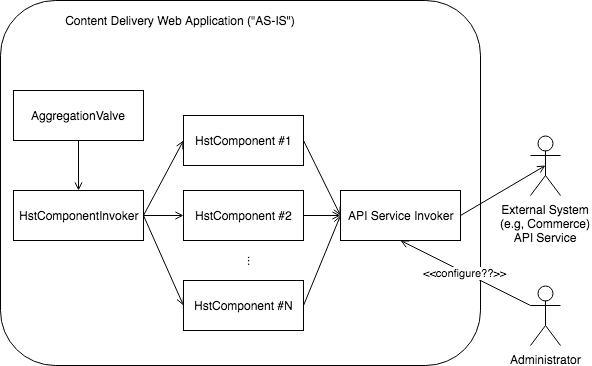 Content Delivery Web Application ("AS-IS")
AggregationValve
HstComponent #1
HstComponentInvoker
HstComponent #2
API Service Invoker
External System
(e.g, Commerce)
API Service
...
<<configure??>>
HstComponent #N
Administrator